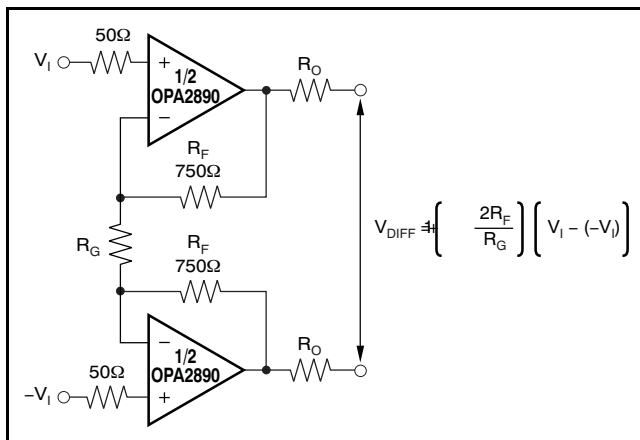 50Ω
V_I
+
1/2
OPA2890
−
R_O
R_F
750Ω
R_G
R_F
750Ω
V_DIFF = 1 + (2R_F / R_G) (V_I – (–V_I))
−
1/2
OPA2890
+
R_O
50Ω
–V_I